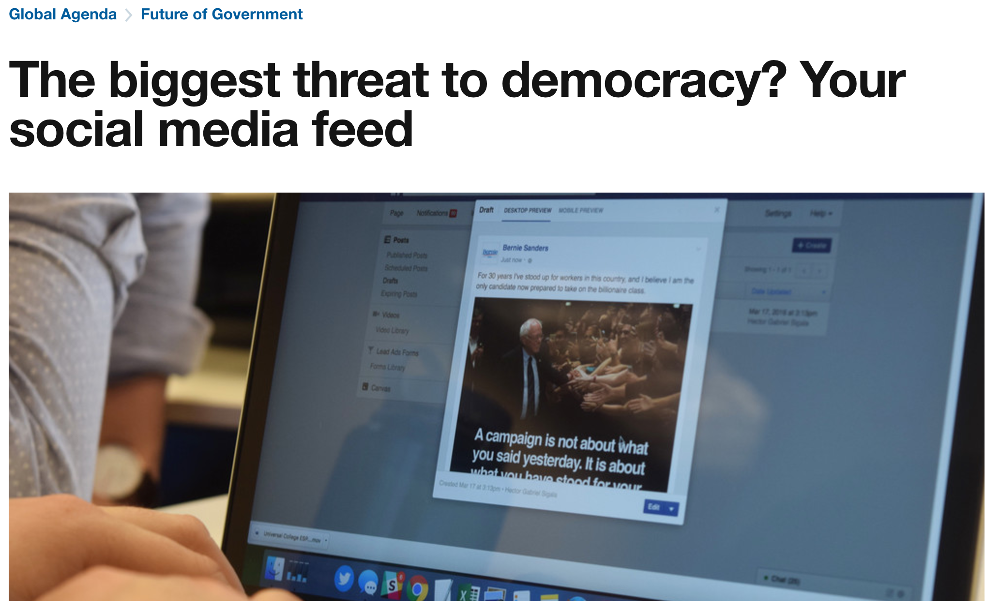 Global Agenda > Future of Government
The biggest threat to democracy? Your
social media feed
Page Notifications
Settings Help
Draft DESKTOP PREVIEW MOBILE PREVIEW
Posts
Published Posts
Scheduled Posts
Drafts
Expiring Posts
Videos
Video Library
Lead Ads Forms
Forms Library
Canvas
Bernie
Bernie Sanders
Just now
For 30 years I've stood up for workers in this country, and I believe I am the
only candidate now prepared to take on the billionaire class.
A campaign is not about what
you said yesterday. It is about
what you have stood for your
Created Mar 17 at 3:13pm • Hector Gabriel Sigala
Edit
+ Create
Showing 1 - 1 of 1
Date Updated
Mar 17, 2016 at 3:13pm
Hector Gabriel Sigala
Universal College ESP...mov
S
X
Chat (25)